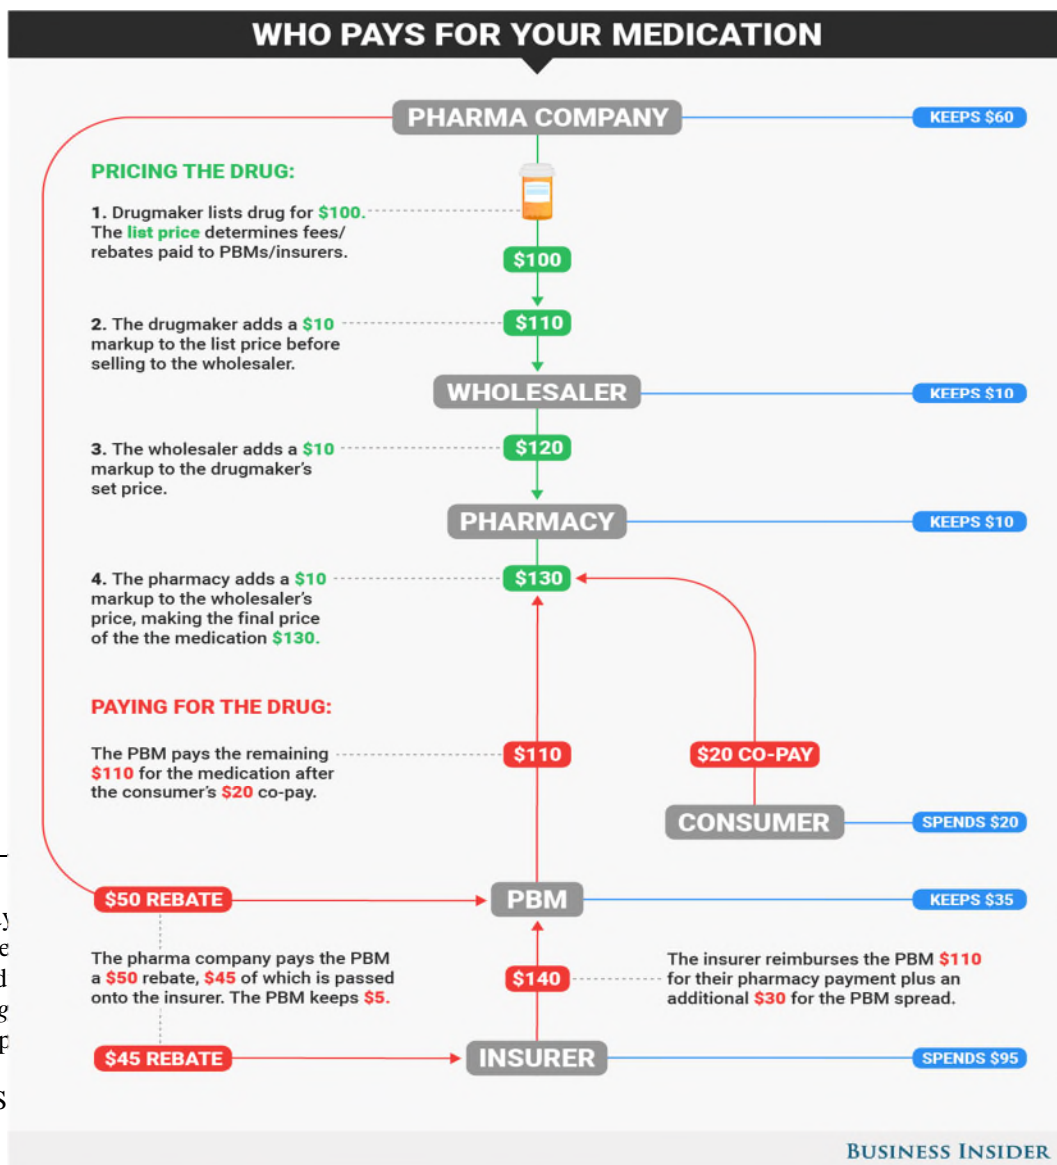 WHO PAYS FOR YOUR MEDICATION
PHARMA COMPANY
KEEPS $60
PRICING THE DRUG:
1. Drugmaker lists drug for $100.
The list price determines fees/
rebates paid to PBMs/insurers.
$100
2. The drugmaker adds a $10
markup to the list price before
selling to the wholesaler.
$110
WHOLESALER
KEEPS $10
3. The wholesaler adds a $10
markup to the drugmaker's
set price.
$120
PHARMACY
KEEPS $10
4. The pharmacy adds a $10
markup to the wholesaler's
price, making the final price
of the the medication $130.
$130
PAYING FOR THE DRUG:
The PBM pays the remaining
$110 for the medication after
the consumer's $20 co-pay.
$110
$20 CO-PAY
CONSUMER
SPENDS $20
$50 REBATE
PBM
KEEPS $35
The pharma company pays the PBM
a $50 rebate, $45 of which is passed
onto the insurer. The PBM keeps $5.
$140
The insurer reimburses the PBM $110
for their pharmacy payment plus an
additional $30 for the PBM spread.
$45 REBATE
INSURER
SPENDS $95
BUSINESS INSIDER